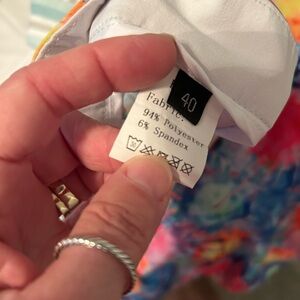 40
Fabric:
94% Polyester
6% Spandex